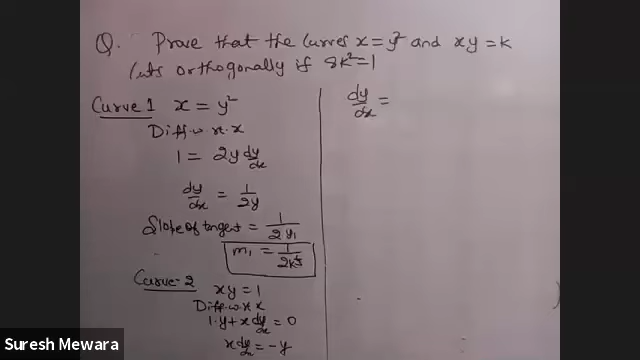 Q. Prove that the curves x = y² and xy = k
cuts orthogonally if 8k² = 1
Curve 1 x = y²
Diff. w. r. t. x
1 = 2y dy/dx
dy/dx = 1/2y
Slope of tangent = 1/2y₁
m₁ = 1/2k^⅓
Curve-2 xy = 1
Diff. w. r. t x
1·y + x dy/dx = 0
x dy/dx = -y
dy/dx =
Suresh Mewara